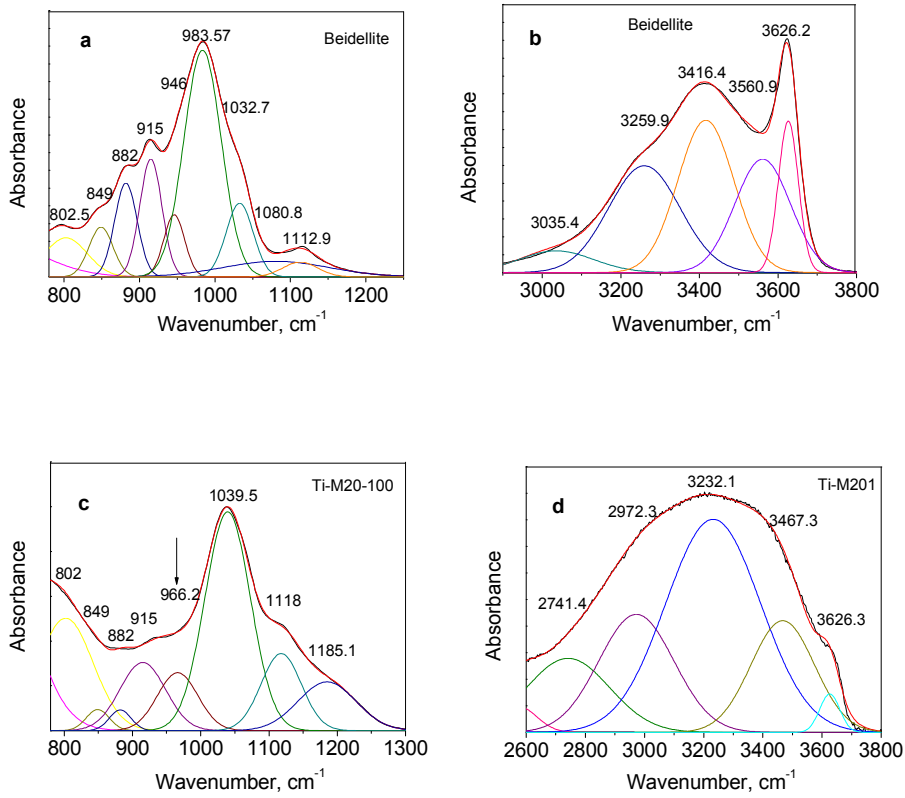 a
983.57
Beidellite
946
1032.7
915
882
849
802.5
1080.8
1112.9
Absorbance
800 900 1000 1100 1200
Wavenumber, cm-1
b
Beidellite
3626.2
3416.4
3560.9
3259.9
3035.4
Absorbance
3000 3200 3400 3600 3800
Wavenumber, cm-1
c
1039.5
Ti-M20-100
802
966.2
849
915
882
1118
1185.1
Absorbance
800 900 1000 1100 1200 1300
Wavenumber, cm-1
d
3232.1
Ti-M201
2972.3
3467.3
2741.4
3626.3
Absorbance
2600 2800 3000 3200 3400 3600 3800
Wavenumber, cm-1